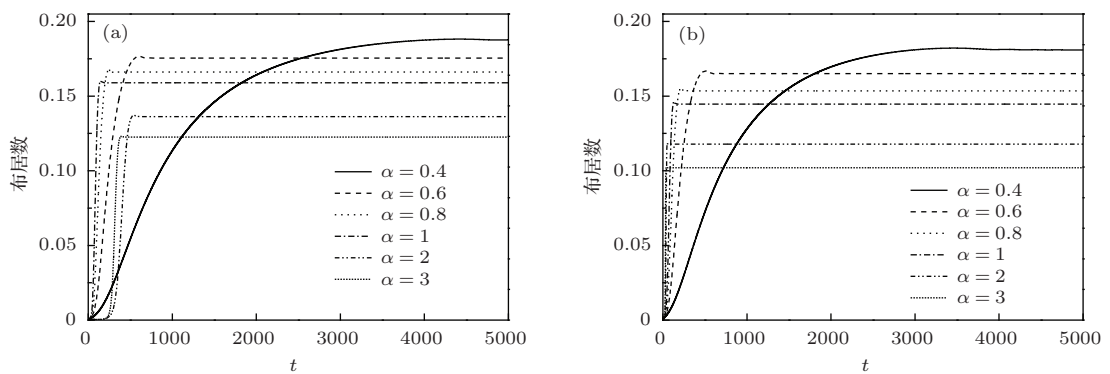 (a)
布居数
0.20
0.15
0.10
0.05
0
α = 0.4
α = 0.6
α = 0.8
α = 1
α = 2
α = 3
0 1000 2000 3000 4000 5000
t
(b)
布居数
0.20
0.15
0.10
0.05
0
α = 0.4
α = 0.6
α = 0.8
α = 1
α = 2
α = 3
0 1000 2000 3000 4000 5000
t